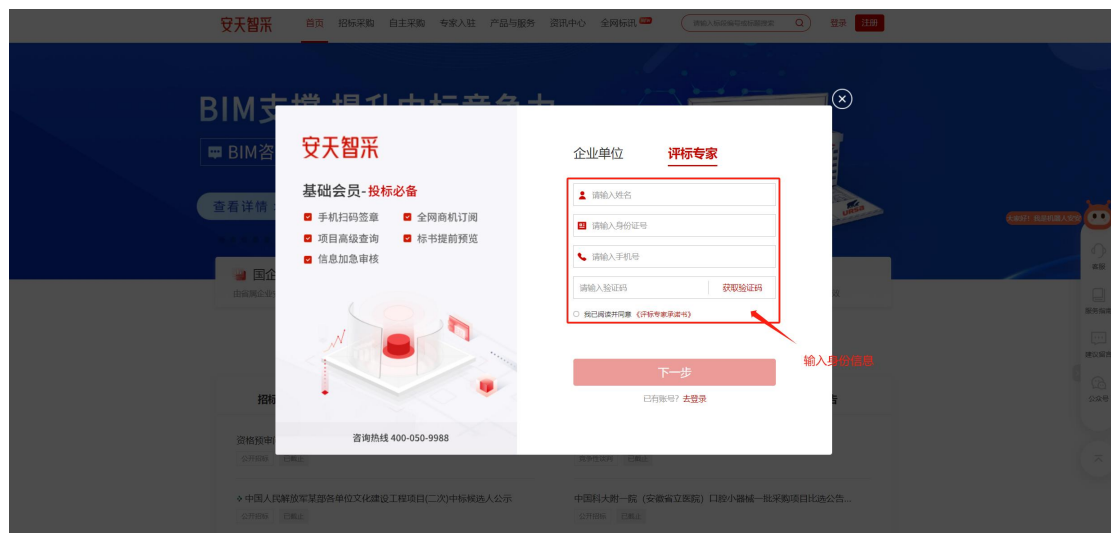 安天智采 首页 招标采购 自主采购 专家入驻 产品与服务 资讯中心 全网标讯 登录 注册
BIM支撑 提升中标竞争力
BIM咨
查看详情
国企
安天智采
基础会员-投标必备
手机扫码签章 全网商机订阅
项目高级查询 标书提前预览
信息加急审核
咨询热线 400-050-9988
企业单位 评标专家
请输入姓名
请输入身份证号
请输入手机号
请输入验证码 获取验证码
我已阅读并同意 《评标专家承诺书》
输入身份信息
下一步
已有账号? 去登录
客服
公众号
招标
告
资格预审
公开招标 已截止
已截止
中国人民解放军某部各单位文化建设工程项目(二次)中标候选人公示
公开招标 已截止
中国科大附一院（安徽省立医院）口腔小器械一批采购项目比选公告...
公开招标 已截止